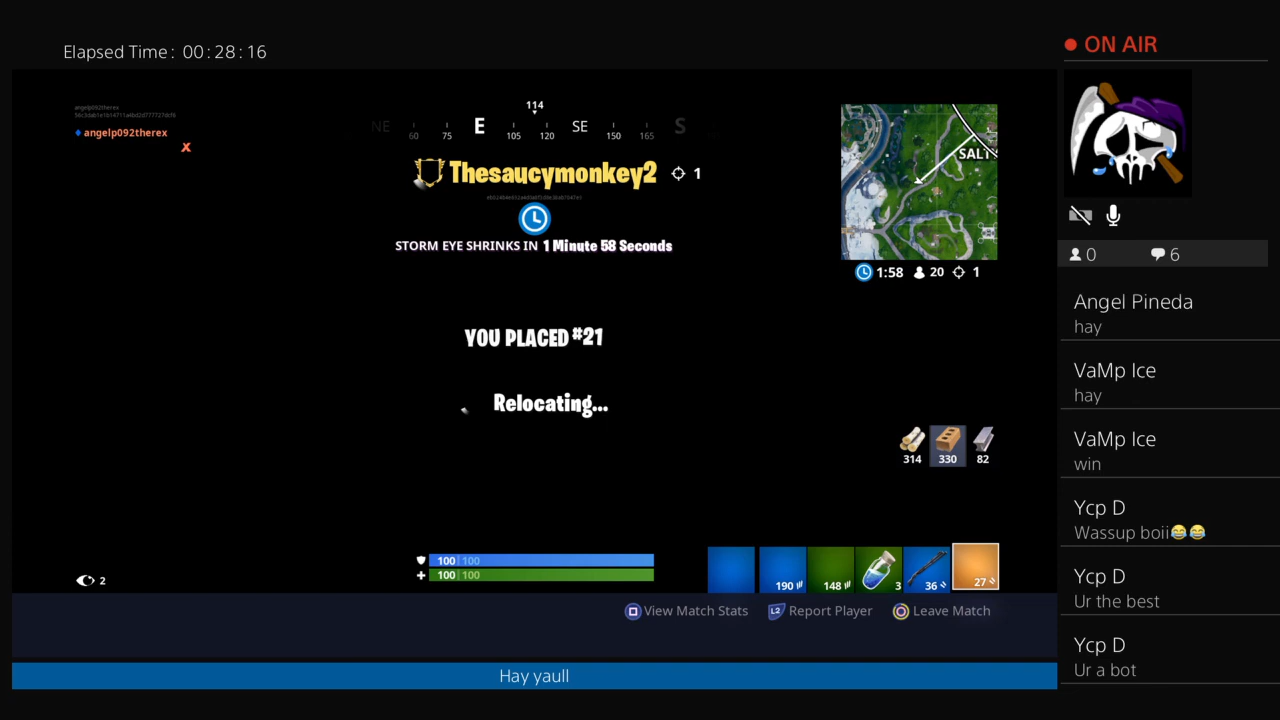 Elapsed Time: 00:28:16
ON AIR
angelp092therex
angelp092therex
x
114
NE 60 75 E 105 120 SE 150 165 S
Thesaucymonkey2 1
STORM EYE SHRINKS IN 1 Minute 58 Seconds
SALT
1:58 20 1
YOU PLACED #21
Relocating...
314 330 82
100 | 100
100 | 100
190 148 3 36 27
2
View Match Stats L2 Report Player Leave Match
Hay yaull
0 6
Angel Pineda
hay
VaMp Ice
hay
VaMp Ice
win
Ycp D
Wassup boii😂😂
Ycp D
Ur the best
Ycp D
Ur a bot